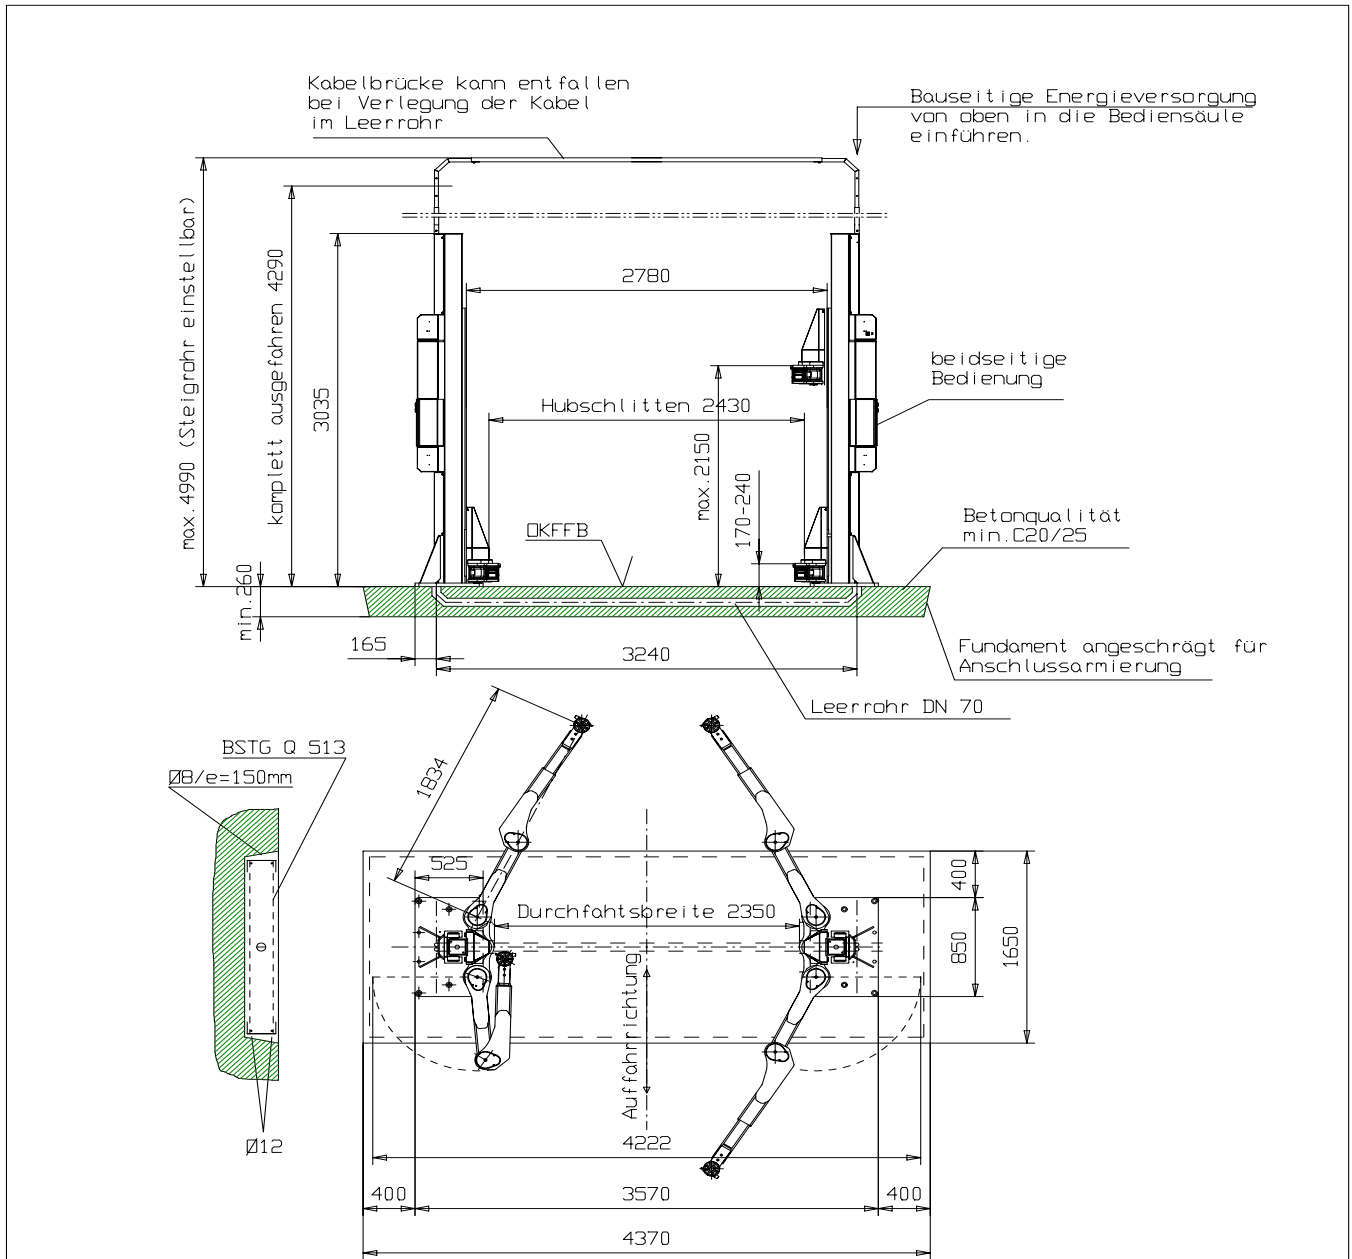 Kabelbrücke kann entfallen
bei Verlegung der Kabel
im Leerrohr
Bauseitige Energieversorgung
von oben in die Bediensäule
einführen.
max.4990 (Steigrohr einstellbar)
komplett ausgefahren 4290
3035
2780
beidseitige
Bedienung
Hubschlitten 2430
max.2150
170-240
OKFFB
Betonqualität
min.C20/25
min.260
165
3240
Fundament angeschrägt für
Anschlussarmierung
Leerrohr DN 70
BSTG Q 513
Ø8/e=150mm
1834
525
400
Durchfahtsbreite 2350
850
1650
Auffahrrichtung
Ø12
4222
400
3570
400
4370